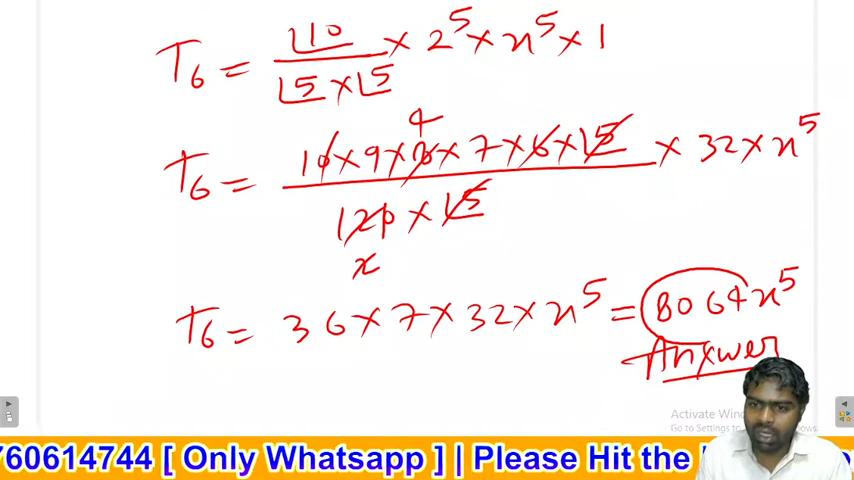 T6 = ⌊10 / ⌊5 × ⌊5 × 2^5 × x^5 × 1
4
T6 = 10 × 9 × 8 × 7 × 6 × ⌊5 / 120 × ⌊5 × 32 × x^5
T6 = 36 × 7 × 32 × x^5 = 8064x^5
Answer
Activate Wind
Go to Settings to
760614744 [ Only Whatsapp ] | Please Hit the